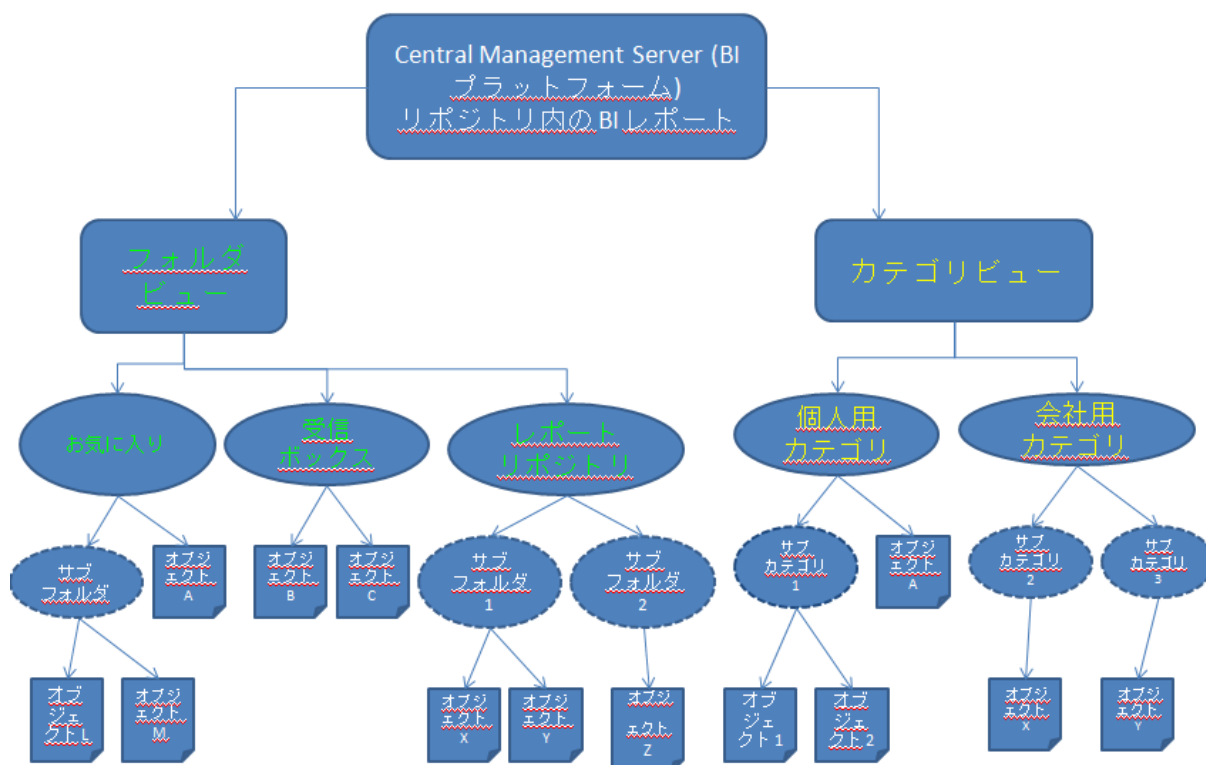 Central Management Server (BI
プラットフォーム)
リポジトリ内の BI レポート
フォルダ
ビュー
カテゴリビュー
お気に入り
受信
ボックス
レポート
リポジトリ
個人用
カテゴリ
会社用
カテゴリ
サブ
フォルダ
オブジ
ェクト
A
オブジ
ェクト
B
オブジ
ェクト
C
サブ
フォルダ
1
サブ
フォルダ
2
サブ
カテゴリ
1
オブジ
ェクト
A
サブ
カテゴリ
2
サブ
カテゴリ
3
オブ
ジェ
クト L
オブジ
ェクト
M
オブジ
ェクト
X
オブジ
ェクト
Y
オブジ
ェクト
Z
オブ
ジェ
クト 1
オブ
ジェ
クト 2
オブジ
ェクト
X
オブジ
ェクト
Y